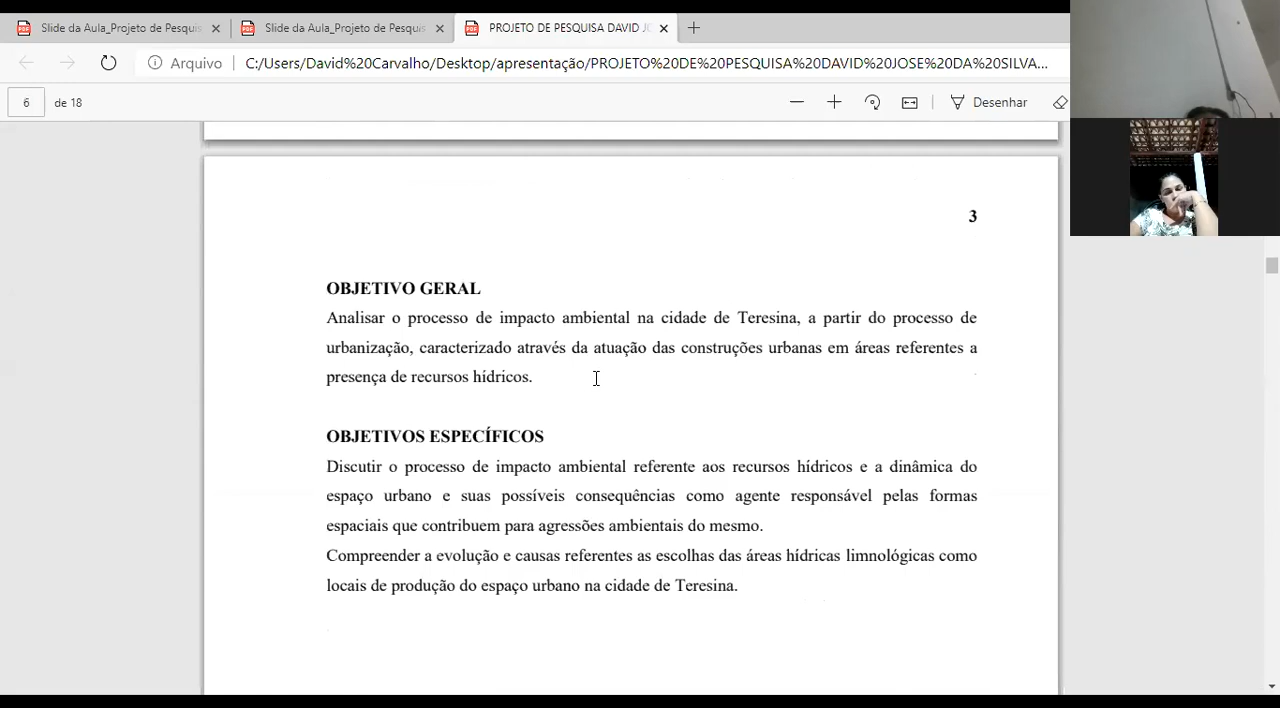 Slide da Aula_Projeto de Pesquis
Slide da Aula_Projeto de Pesquis
PROJETO DE PESQUISA DAVID JO
Arquivo
C:/Users/David%20Carvalho/Desktop/apresentação/PROJETO%20DE%20PESQUISA%20DAVID%20JOSE%20DA%20SILVA...
6 de 18
Desenhar
3
OBJETIVO GERAL
Analisar o processo de impacto ambiental na cidade de Teresina, a partir do processo de
urbanização, caracterizado através da atuação das construções urbanas em áreas referentes a
presença de recursos hídricos.
OBJETIVOS ESPECÍFICOS
Discutir o processo de impacto ambiental referente aos recursos hídricos e a dinâmica do
espaço urbano e suas possíveis consequências como agente responsável pelas formas
espaciais que contribuem para agressões ambientais do mesmo.
Compreender a evolução e causas referentes as escolhas das áreas hídricas limnológicas como
locais de produção do espaço urbano na cidade de Teresina.